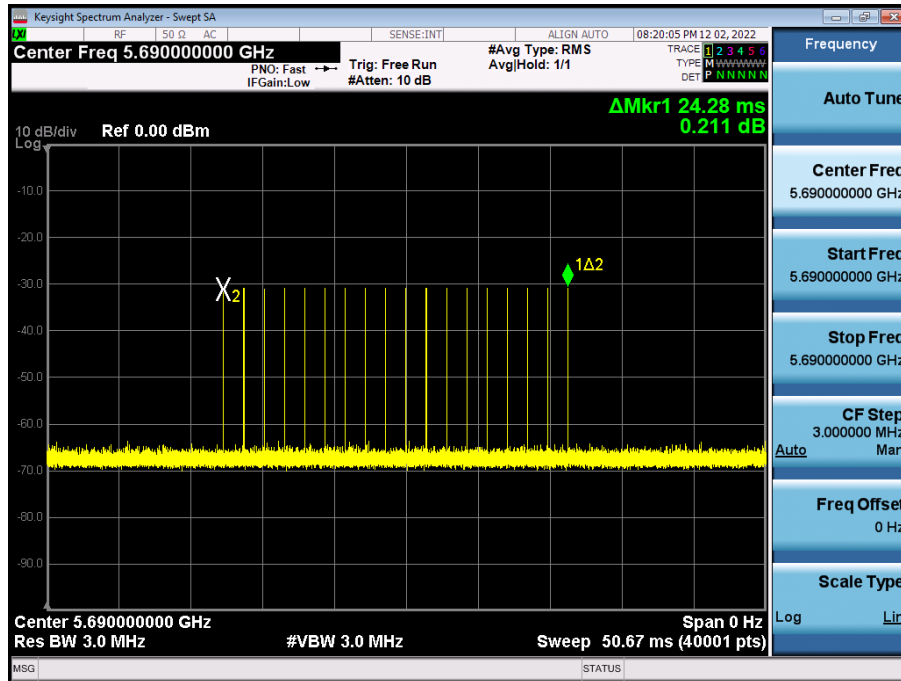 Keysight Spectrum Analyzer - Swept SA
LXI RF 50 Ω AC SENSE:INT ALIGN AUTO 08:20:05 PM 12 02, 2022
Center Freq 5.690000000 GHz
PNO: Fast
IFGain:Low
Trig: Free Run
#Atten: 10 dB
#Avg Type: RMS
Avg|Hold: 1/1
TRACE 1 2 3 4 5 6
TYPE M WWWWW
DET P N N N N N
ΔMkr1 24.28 ms
0.211 dB
10 dB/div Ref 0.00 dBm
Log
-10.0
-20.0
-30.0
-40.0
-50.0
-60.0
-70.0
-80.0
-90.0
X2
1Δ2
Center 5.690000000 GHz Span 0 Hz
Res BW 3.0 MHz #VBW 3.0 MHz Sweep 50.67 ms (40001 pts)
MSG STATUS
Frequency
Auto Tune
Center Freq
5.690000000 GHz
Start Freq
5.690000000 GHz
Stop Freq
5.690000000 GHz
CF Step
3.000000 MHz
Auto Man
Freq Offset
0 Hz
Scale Type
Log Lin